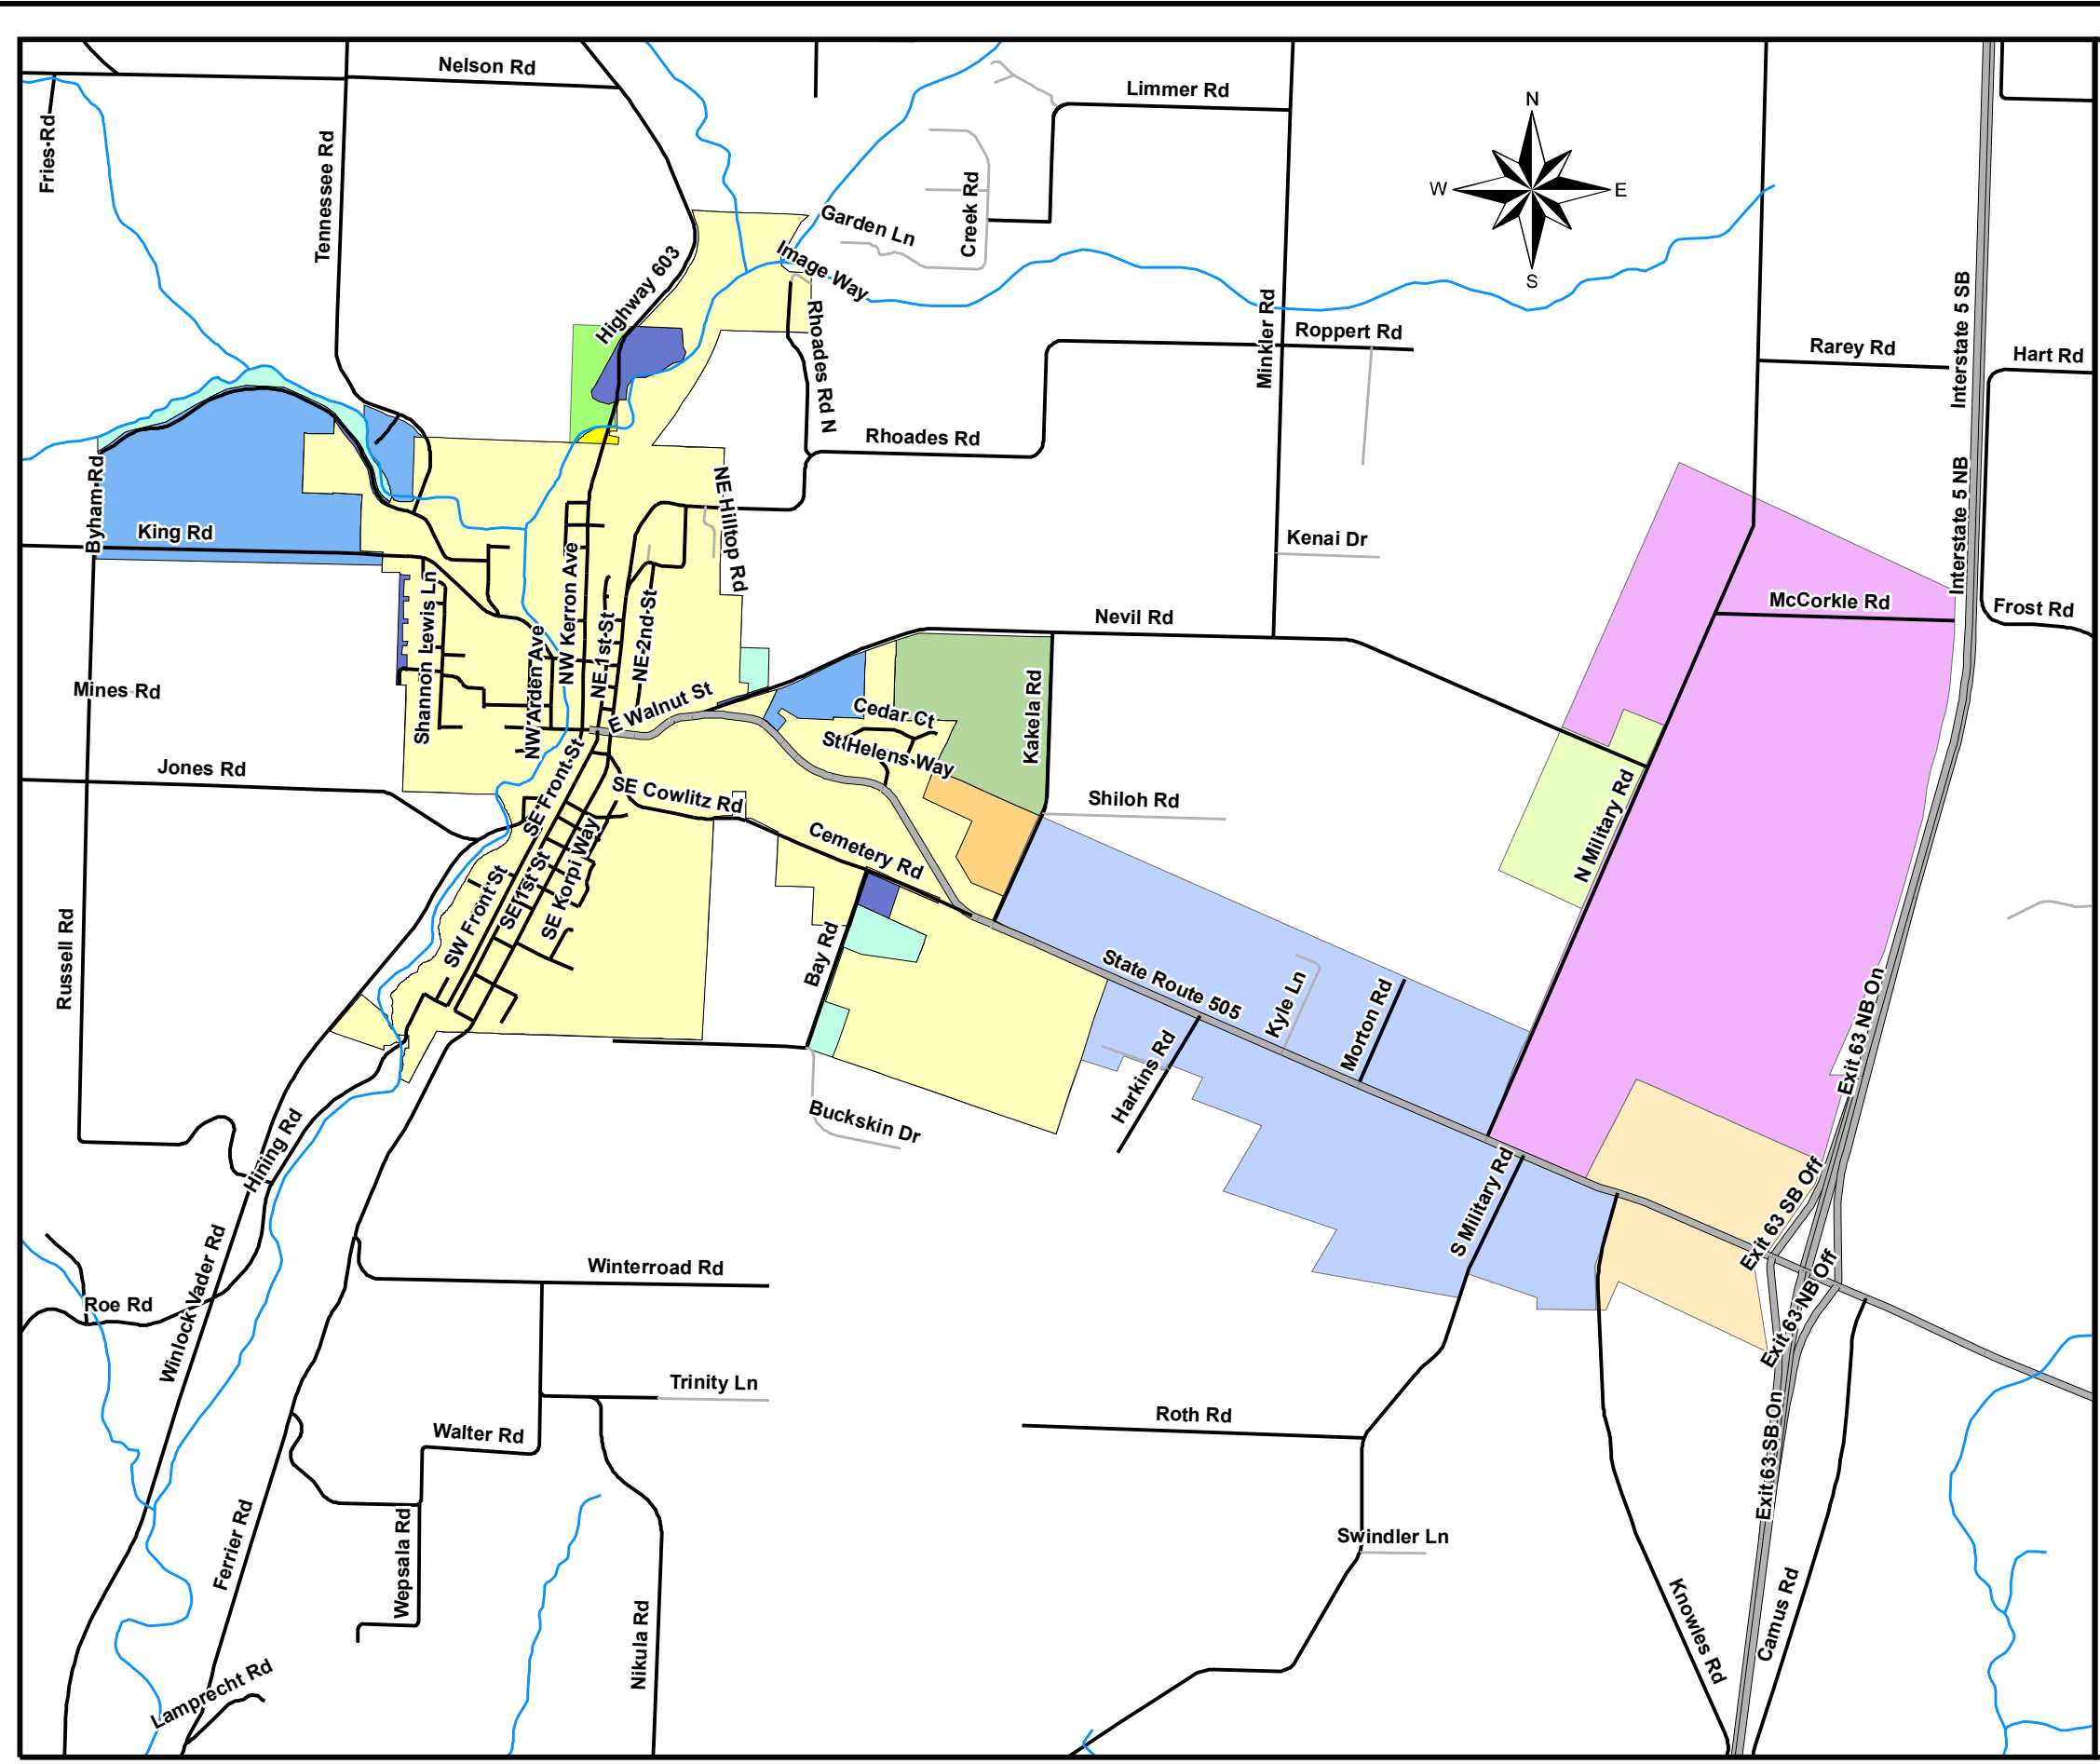 Nelson Rd
Limmer Rd
Fries Rd
Tennessee Rd
N
W
E
S
Creek Rd
Garden Ln
Image Way
Highway 603
Rhoades Rd N
Minkler Rd
Roppert Rd
Rarey Rd
Interstate 5 SB
Hart Rd
Rhoades Rd
NE Hilltop Rd
Byham Rd
King Rd
Interstate 5 NB
Kenai Dr
McCorkle Rd
Frost Rd
Nevil Rd
Shannon Lewis Ln
NW Arden Ave
NW Kerron Ave
NE 1st St
NE 2nd St
Mines Rd
E Walnut St
Cedar Ct
St Helens Way
Kakela Rd
Jones Rd
SE Cowlitz Rd
Shiloh Rd
N Military Rd
SE Front St
Cemetery Rd
SW Front St
SE 1st St
SE Korpi Way
Russell Rd
Bay Rd
State Route 505
Kyle Ln
Morton Rd
Exit 63 NB On
Harkins Rd
Buckskin Dr
Hining Rd
S Military Rd
Exit 63 SB Off
Winterroad Rd
Exit 63 NB Off
Roe Rd
Winlock Vader Rd
Trinity Ln
Roth Rd
Walter Rd
Exit 63 SB On
Swindler Ln
Ferrier Rd
Wepsala Rd
Nikula Rd
Knowles Rd
Camus Rd
Lamprecht Rd